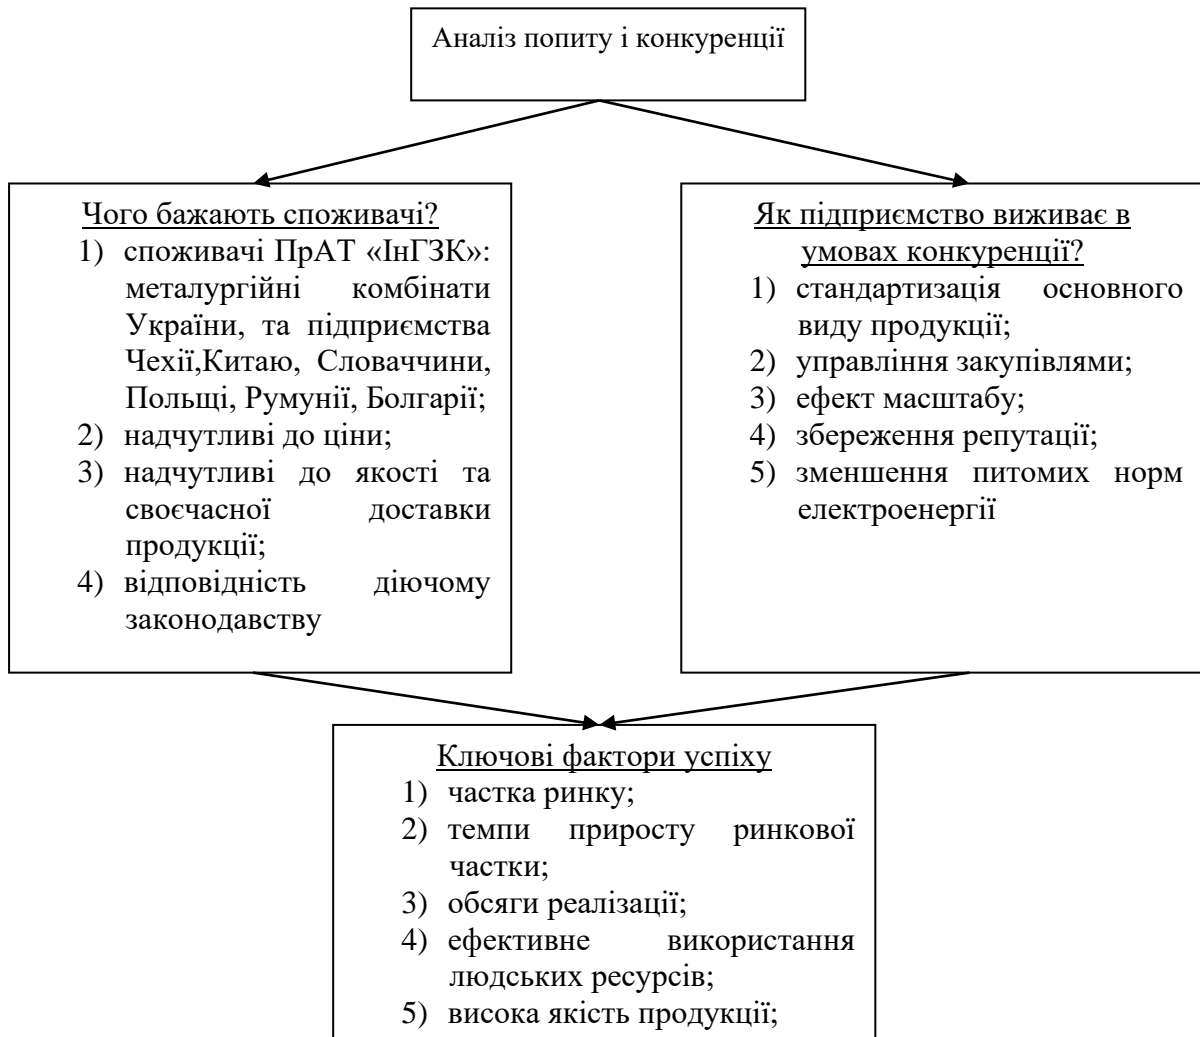 Аналіз попиту і конкуренції
Чого бажають споживачі?
1) споживачі ПрАТ «ІнГЗК»:
металургійні комбінати
України, та підприємства
Чехії,Китаю, Словаччини,
Польщі, Румунії, Болгарії;
2) надчутливі до ціни;
3) надчутливі до якості та
своєчасної доставки
продукції;
4) відповідність діючому
законодавству
Як підприємство виживає в
умовах конкуренції?
1) стандартизація основного
виду продукції;
2) управління закупівлями;
3) ефект масштабу;
4) збереження репутації;
5) зменшення питомих норм
електроенергії
Ключові фактори успіху
1) частка ринку;
2) темпи приросту ринкової
частки;
3) обсяги реалізації;
4) ефективне використання
людських ресурсів;
5) висока якість продукції;